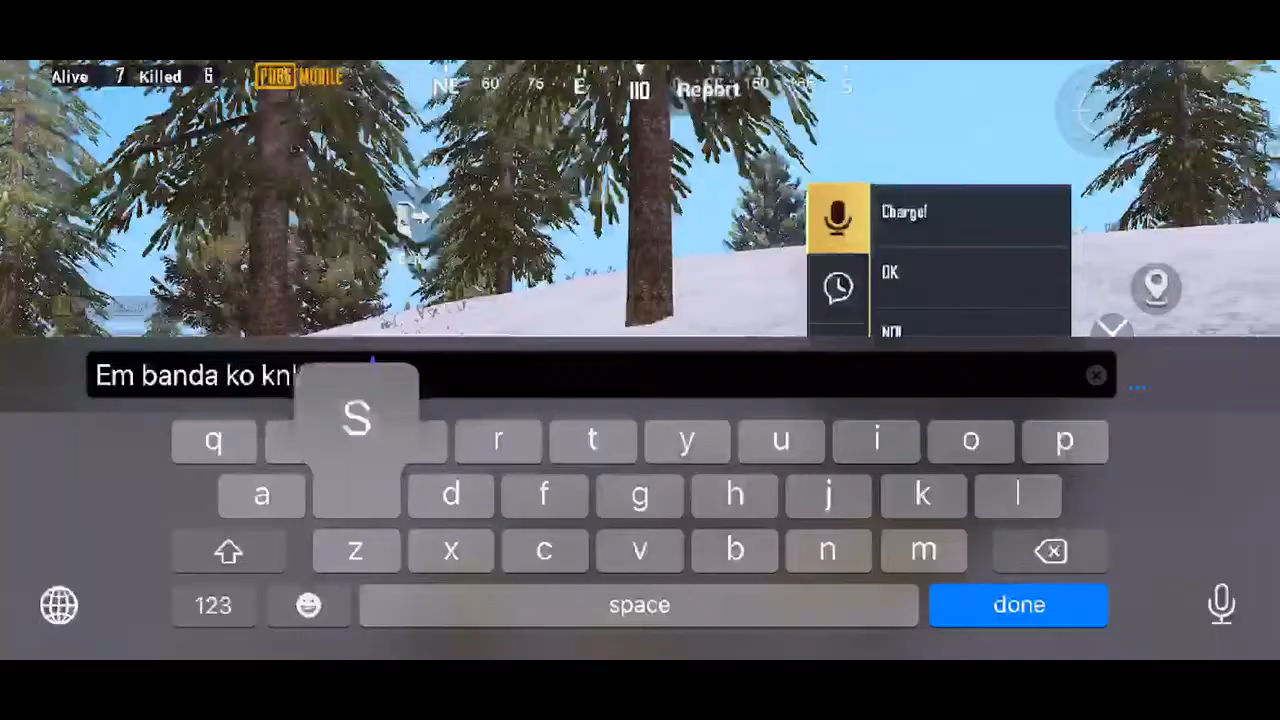 Alive 7 Killed 6 PUBG MOBILE
NE 60 75 E 110 Report 150 S
Charge!
OK
NO!
Em banda ko kn
S
q r t y u i o p
a d f g h j k l
z x c v b n m
123 space done